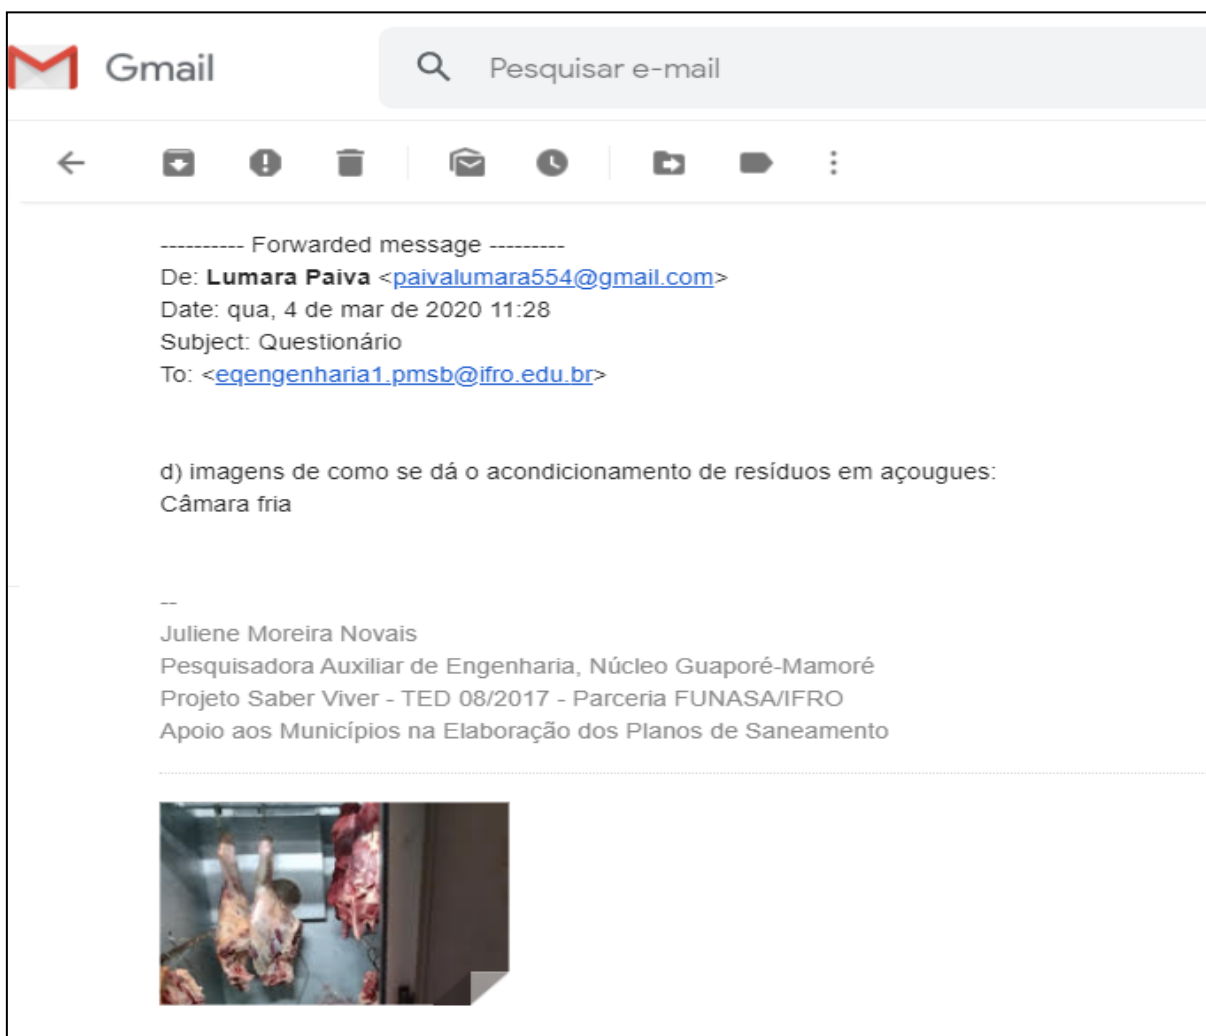 Gmail
Pesquisar e-mail
---------- Forwarded message ---------
De: Lumara Paiva <paivalumara554@gmail.com>
Date: qua, 4 de mar de 2020 11:28
Subject: Questionário
To: <eqengenharia1.pmsb@ifro.edu.br>
d) imagens de como se dá o acondicionamento de resíduos em açougues:
Câmara fria
--
Juliene Moreira Novais
Pesquisadora Auxiliar de Engenharia, Núcleo Guaporé-Mamoré
Projeto Saber Viver - TED 08/2017 - Parceria FUNASA/IFRO
Apoio aos Municípios na Elaboração dos Planos de Saneamento